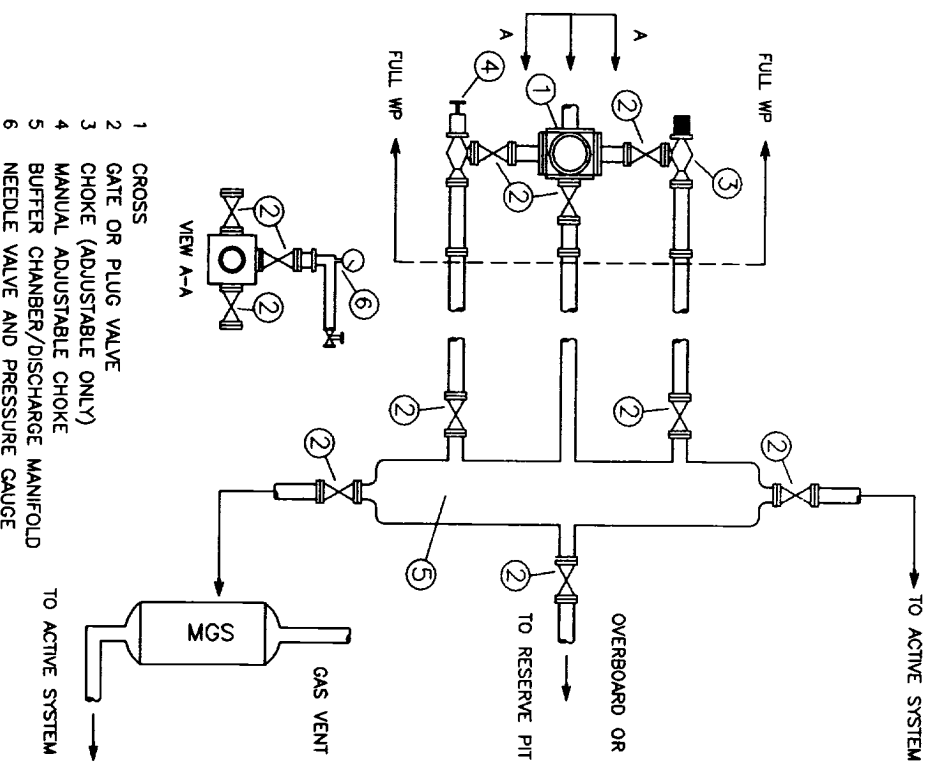 A
A
FULL WP
FULL WP
4
1
2
3
2
2
VIEW A-A
2
2
2
6
1 CROSS
2 GATE OR PLUG VALVE
3 CHOKE (ADJUSTABLE ONLY)
4 MANUAL ADJUSTABLE CHOKE
5 BUFFER CHANBER/DISCHARGE MANIFOLD
6 NEEDLE VALVE AND PRESSURE GAUGE
2
2
2
2
5
2
OVERBOARD OR
TO RESERVE PIT
TO ACTIVE SYSTEM
MGS
GAS VENT
TO ACTIVE SYSTEM